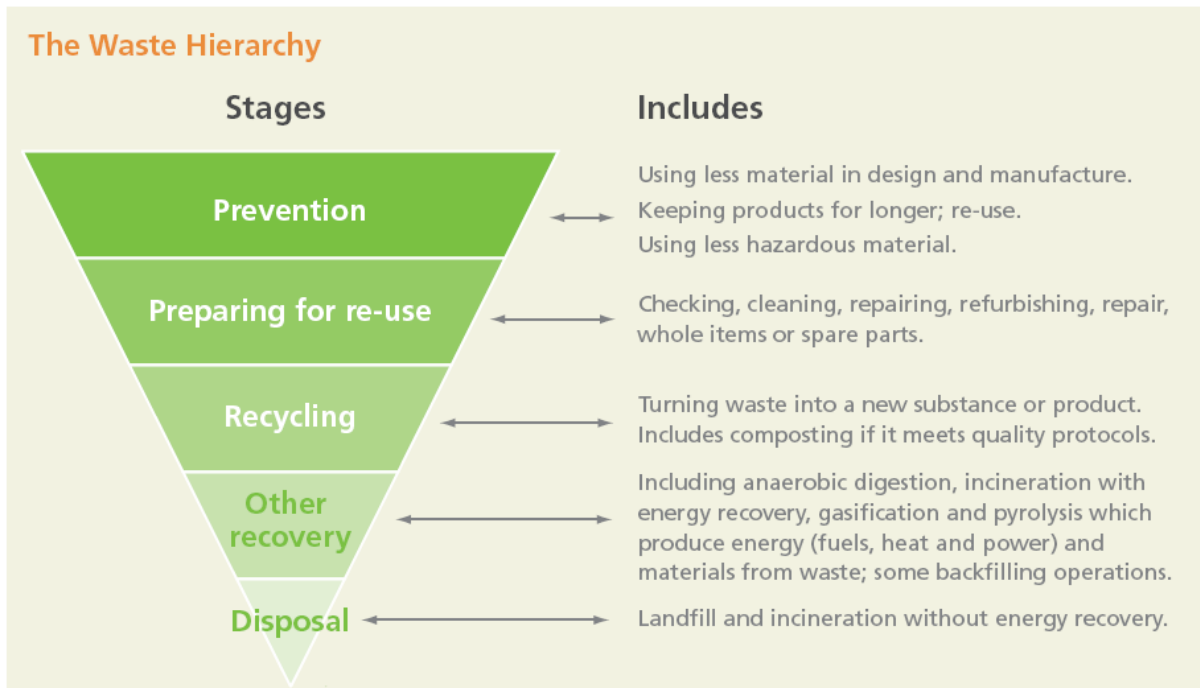 The Waste Hierarchy
Stages
Includes
Prevention
Using less material in design and manufacture.
Keeping products for longer; re-use.
Using less hazardous material.
Preparing for re-use
Checking, cleaning, repairing, refurbishing, repair,
whole items or spare parts.
Recycling
Turning waste into a new substance or product.
Includes composting if it meets quality protocols.
Other
recovery
Including anaerobic digestion, incineration with
energy recovery, gasification and pyrolysis which
produce energy (fuels, heat and power) and
materials from waste; some backfilling operations.
Disposal
Landfill and incineration without energy recovery.